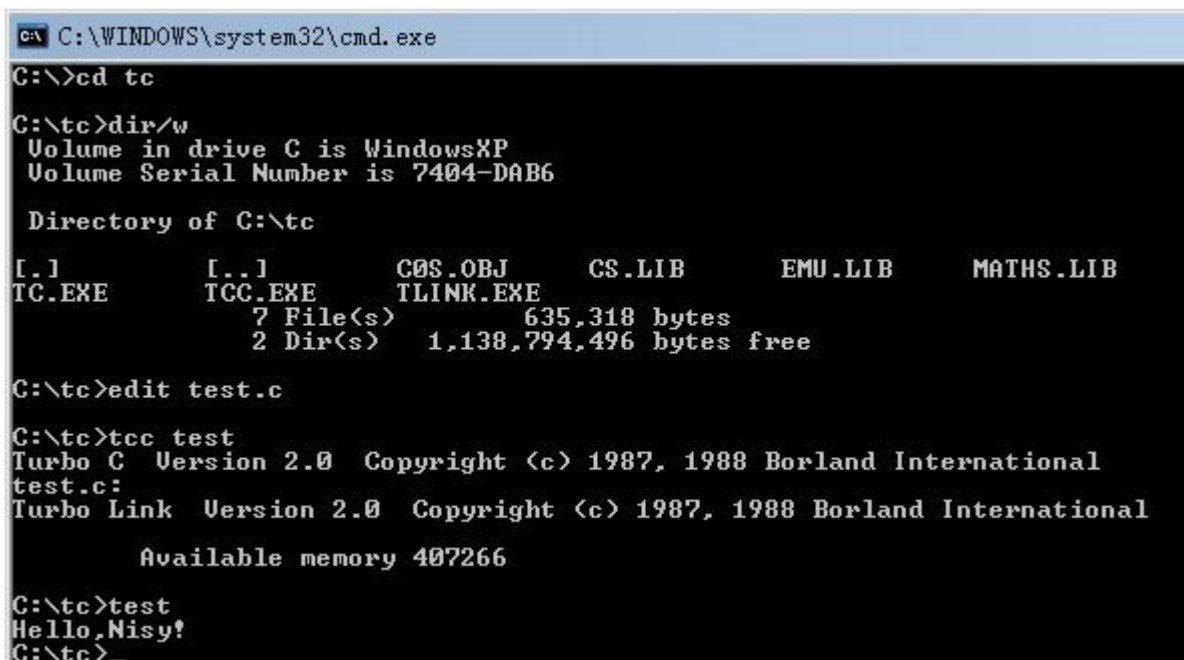 C:\WINDOWS\system32\cmd.exe
C:\>cd tc
C:\tc>dir/w
Volume in drive C is WindowsXP
Volume Serial Number is 7404-DAB6
Directory of C:\tc
[.] [..] C0S.OBJ CS.LIB EMU.LIB MATHS.LIB
TC.EXE TCC.EXE TLINK.EXE
7 File(s) 635,318 bytes
2 Dir(s) 1,138,794,496 bytes free
C:\tc>edit test.c
C:\tc>tcc test
Turbo C Version 2.0 Copyright (c) 1987, 1988 Borland International
test.c:
Turbo Link Version 2.0 Copyright (c) 1987, 1988 Borland International
Available memory 407266
C:\tc>test
Hello,Nisy!
C:\tc>_